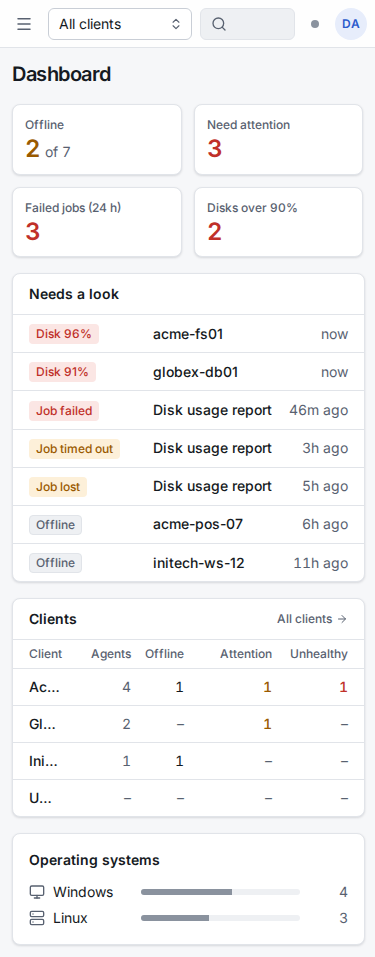 All clients
DA
Dashboard
Offline
2 of 7
Need attention
3
Failed jobs (24 h)
3
Disks over 90%
2
Needs a look
Disk 96% acme-fs01 now
Disk 91% globex-db01 now
Job failed Disk usage report 46m ago
Job timed out Disk usage report 3h ago
Job lost Disk usage report 5h ago
Offline acme-pos-07 6h ago
Offline initech-ws-12 11h ago
Clients All clients →
Client Agents Offline Attention Unhealthy
Ac... 4 1 1 1
Gl... 2 – 1 –
Ini... 1 1 – –
U... – – – –
Operating systems
Windows 4
Linux 3